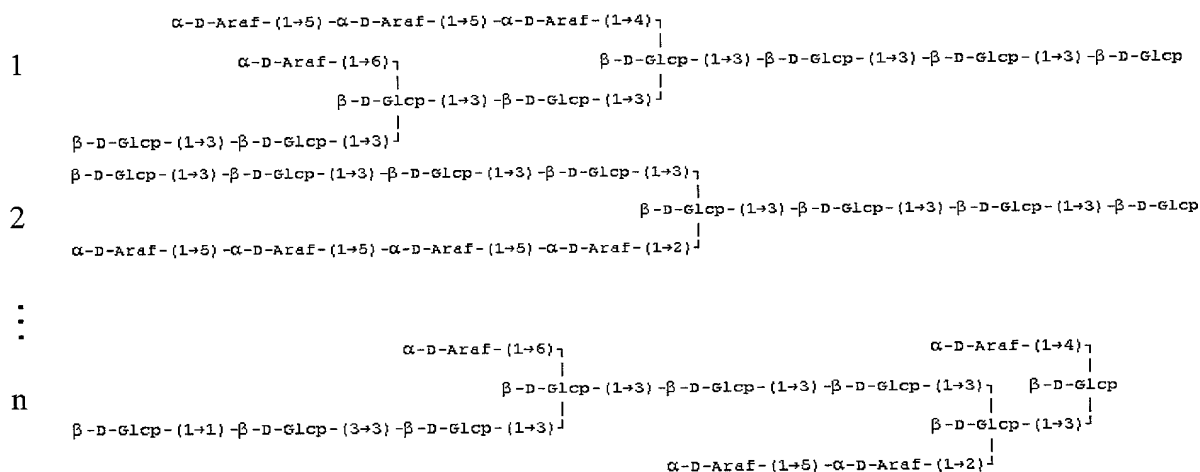 α-D-Araf-(1→5)-α-D-Araf-(1→5)-α-D-Araf-(1→4)
1
α-D-Araf-(1→6)
β-D-Glcp-(1→3)-β-D-Glcp-(1→3)-β-D-Glcp-(1→3)-β-D-Glcp
β-D-Glcp-(1→3)-β-D-Glcp-(1→3)
β-D-Glcp-(1→3)-β-D-Glcp-(1→3)
β-D-Glcp-(1→3)-β-D-Glcp-(1→3)-β-D-Glcp-(1→3)-β-D-Glcp-(1→3)
2
β-D-Glcp-(1→3)-β-D-Glcp-(1→3)-β-D-Glcp-(1→3)-β-D-Glcp
α-D-Araf-(1→5)-α-D-Araf-(1→5)-α-D-Araf-(1→5)-α-D-Araf-(1→2)
⋮
α-D-Araf-(1→6)
α-D-Araf-(1→4)
n
β-D-Glcp-(1→3)-β-D-Glcp-(1→3)-β-D-Glcp-(1→3)
β-D-Glcp
β-D-Glcp-(1→1)-β-D-Glcp-(3→3)-β-D-Glcp-(1→3)
β-D-Glcp-(1→3)
α-D-Araf-(1→5)-α-D-Araf-(1→2)